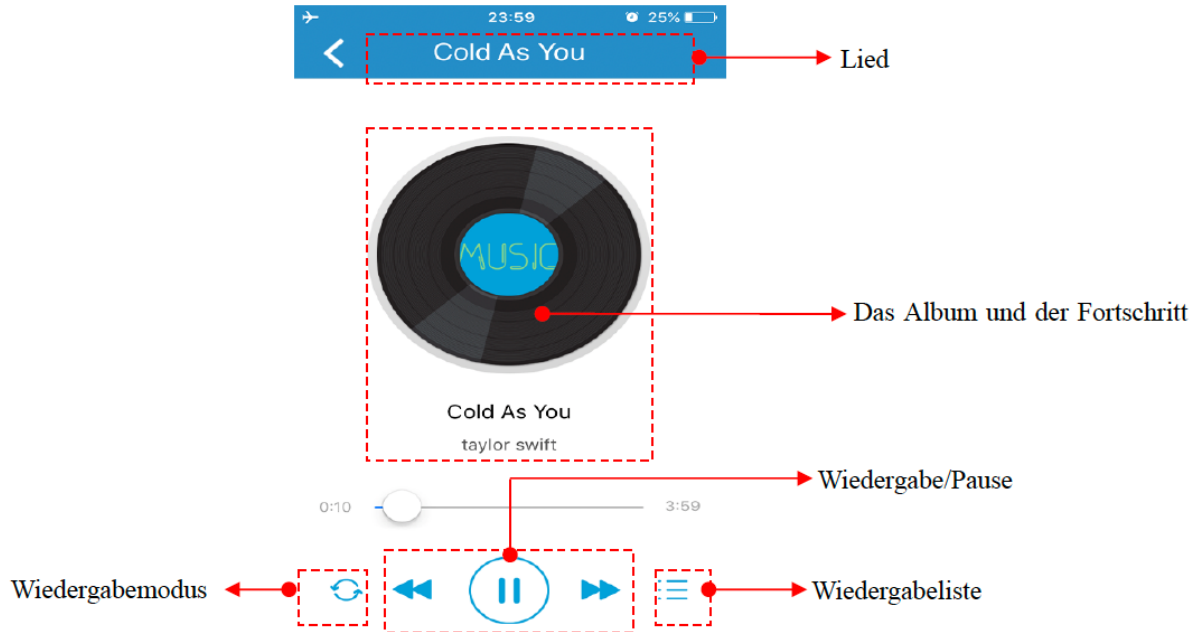 23:59
25%
Cold As You
Lied
MUSIC
Das Album und der Fortschritt
Cold As You
taylor swift
Wiedergabe/Pause
0:10
3:59
Wiedergabemodus
Wiedergabeliste